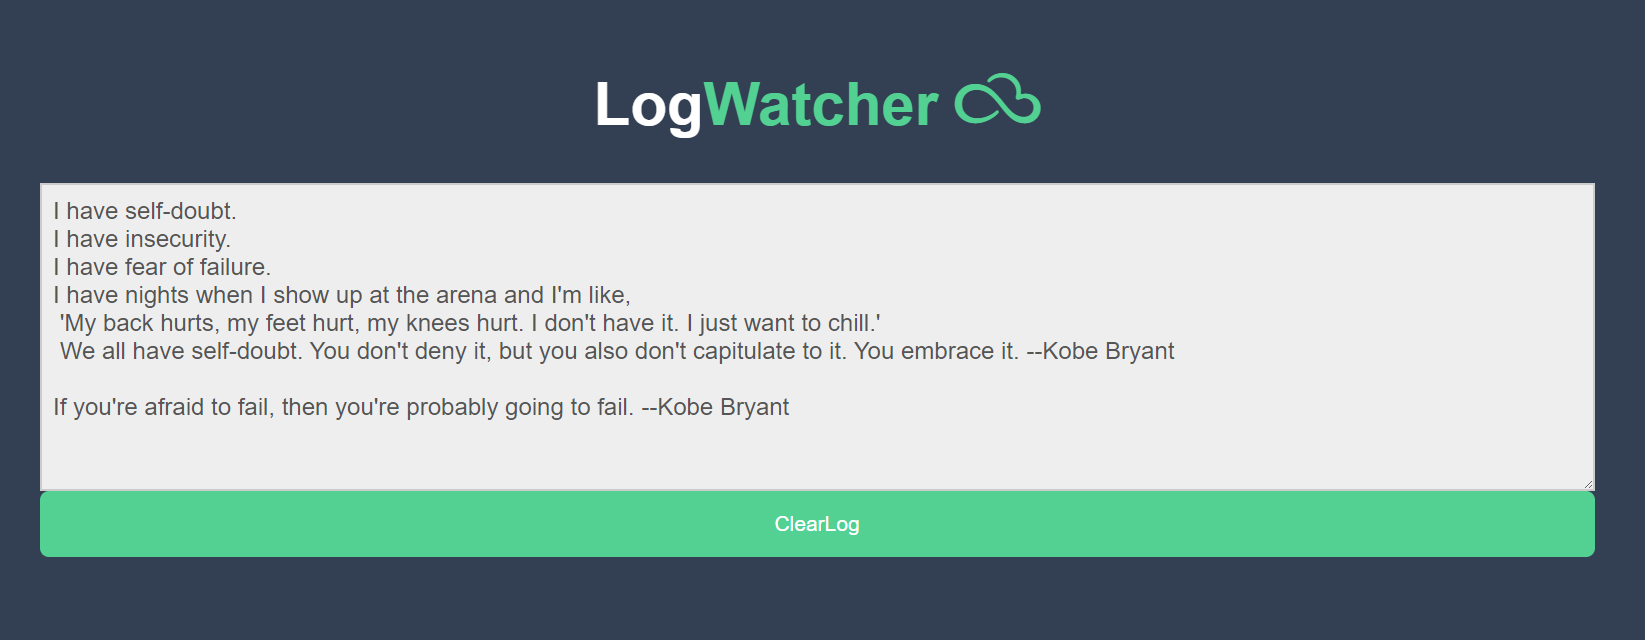 LogWatcher
I have self-doubt.
I have insecurity.
I have fear of failure.
I have nights when I show up at the arena and I'm like,
'My back hurts, my feet hurt, my knees hurt. I don't have it. I just want to chill.'
We all have self-doubt. You don't deny it, but you also don't capitulate to it. You embrace it. --Kobe Bryant
If you're afraid to fail, then you're probably going to fail. --Kobe Bryant
ClearLog